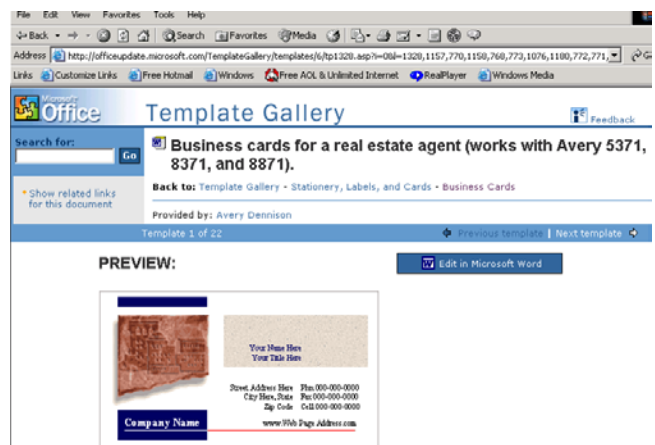 File Edit View Favorites Tools Help
Back Search Favorites Media
Address http://officeupdate.microsoft.com/TemplateGallery/templates/6/tp1328.asp?i=0&l=1328,1157,770,1158,768,773,1076,1180,772,771,
Links Customize Links Free Hotmail Windows Free AOL & Unlimited Internet RealPlayer Windows Media
Microsoft
Office Template Gallery Feedback
Search for:
Go
Business cards for a real estate agent (works with Avery 5371,
8371, and 8871).
Back to: Template Gallery - Stationery, Labels, and Cards - Business Cards
Show related links
for this document
Provided by: Avery Dennison
Template 1 of 22 Previous template | Next template
PREVIEW:
Edit in Microsoft Word
Your Name Here
Your Title Here
Street Address Here Phn 000-000-0000
City Here, State Fax 000-000-0000
Zip Code Cell 000-000-0000
Company Name www.Web Page Address.com